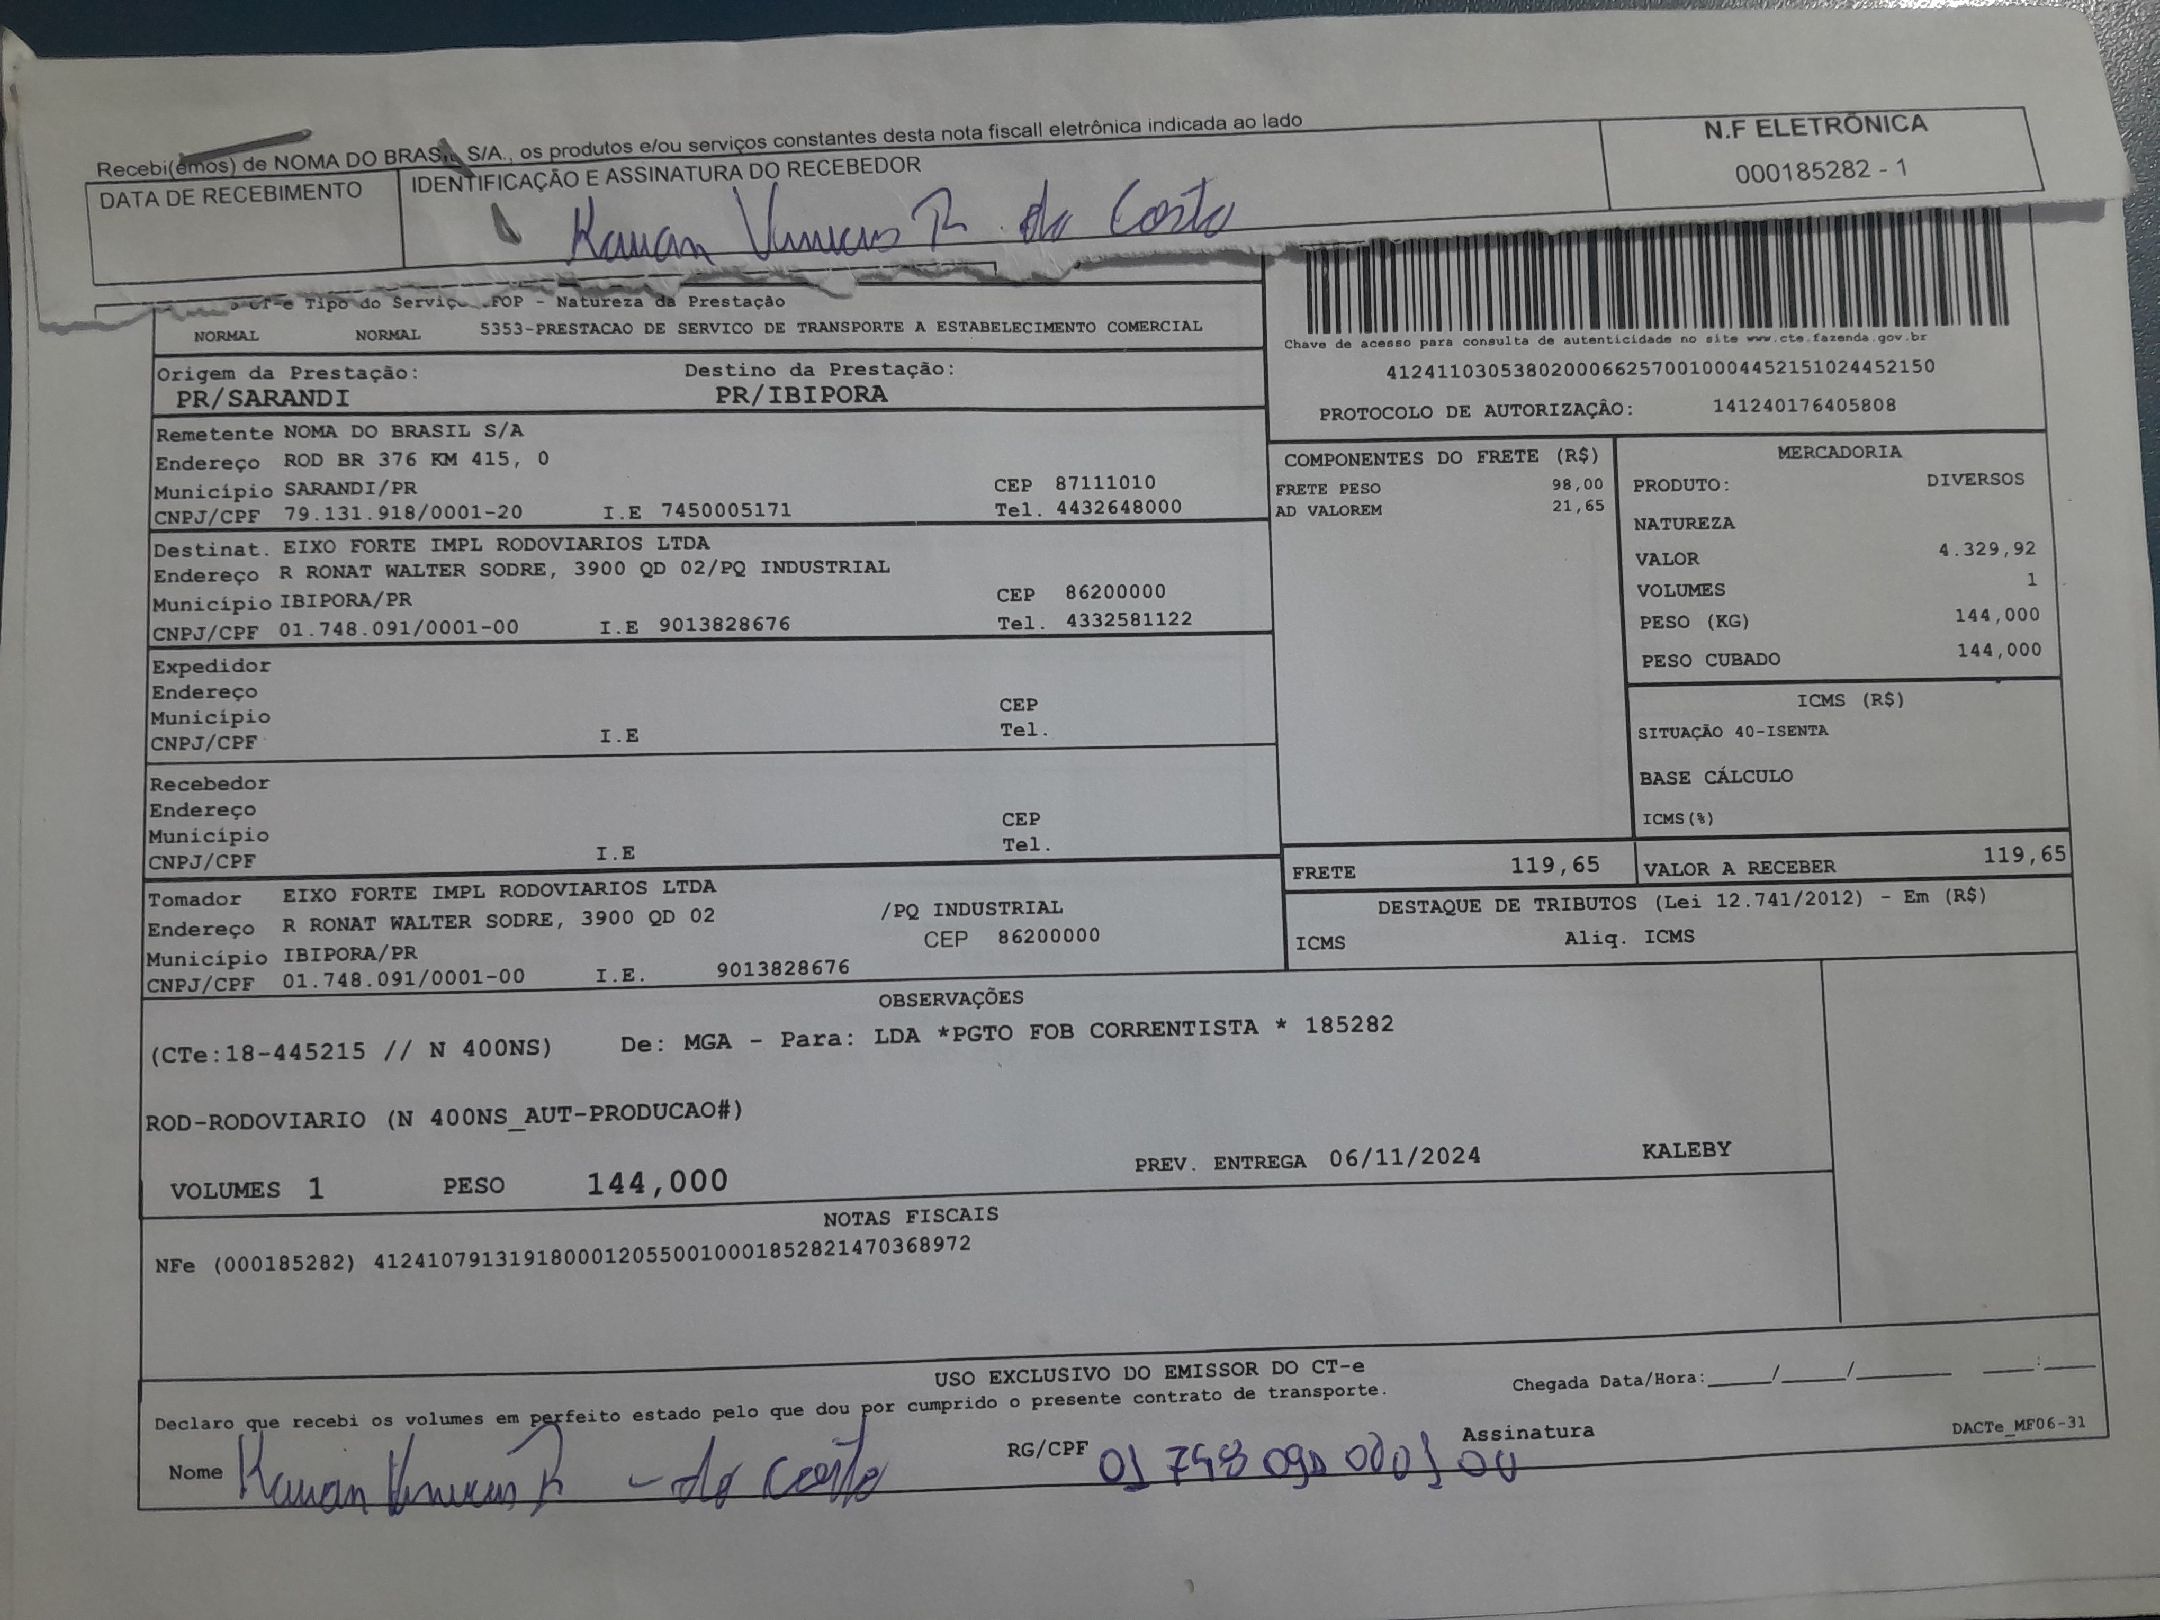 Recebi(emos) de NOMA DO BRASIL S/A., os produtos e/ou serviços constantes desta nota fiscall eletrônica indicada ao lado
DATA DE RECEBIMENTO
IDENTIFICAÇÃO E ASSINATURA DO RECEBEDOR
Kauan Vinicius R. da Costa
N.F ELETRÔNICA
000185282 - 1
CT-e Tipo do Serviç FOP - Natureza da Prestação
NORMAL NORMAL 5353-PRESTACAO DE SERVICO DE TRANSPORTE A ESTABELECIMENTO COMERCIAL
Chave de acesso para consulta de autenticidade no site www.cte.fazenda.gov.br
41241103053802000662570010004452151024452150
PROTOCOLO DE AUTORIZAÇÃO: 141240176405808
Origem da Prestação: Destino da Prestação:
PR/SARANDI PR/IBIPORA
Remetente NOMA DO BRASIL S/A
Endereço ROD BR 376 KM 415, 0
Município SARANDI/PR CEP 87111010
CNPJ/CPF 79.131.918/0001-20 I.E 7450005171 Tel. 4432648000
Destinat. EIXO FORTE IMPL RODOVIARIOS LTDA
Endereço R RONAT WALTER SODRE, 3900 QD 02/PQ INDUSTRIAL
Município IBIPORA/PR CEP 86200000
CNPJ/CPF 01.748.091/0001-00 I.E 9013828676 Tel. 4332581122
Expedidor
Endereço
Município CEP
CNPJ/CPF I.E Tel.
Recebedor
Endereço
Município CEP
CNPJ/CPF I.E Tel.
Tomador EIXO FORTE IMPL RODOVIARIOS LTDA
Endereço R RONAT WALTER SODRE, 3900 QD 02 /PQ INDUSTRIAL
Município IBIPORA/PR CEP 86200000
CNPJ/CPF 01.748.091/0001-00 I.E. 9013828676
COMPONENTES DO FRETE (R$)
FRETE PESO 98,00
AD VALOREM 21,65
MERCADORIA
PRODUTO: DIVERSOS
NATUREZA
VALOR 4.329,92
VOLUMES 1
PESO (KG) 144,000
PESO CUBADO 144,000
ICMS (R$)
SITUAÇÃO 40-ISENTA
BASE CÁLCULO
ICMS(%)
FRETE 119,65 VALOR A RECEBER 119,65
DESTAQUE DE TRIBUTOS (Lei 12.741/2012) - Em (R$)
ICMS Aliq. ICMS
OBSERVAÇÕES
(CTe:18-445215 // N 400NS) De: MGA - Para: LDA *PGTO FOB CORRENTISTA * 185282
ROD-RODOVIARIO (N 400NS_AUT-PRODUCAO#)
VOLUMES 1 PESO 144,000 PREV. ENTREGA 06/11/2024 KALEBY
NOTAS FISCAIS
NFe (000185282) 41241079131918000120550010001852821470368972
USO EXCLUSIVO DO EMISSOR DO CT-e
Declaro que recebi os volumes em perfeito estado pelo que dou por cumprido o presente contrato de transporte.
Chegada Data/Hora:_____/_____/_______ ____:____
Nome Kauan Vinicius R - da Costa RG/CPF Assinatura
DACTe_MF06-31